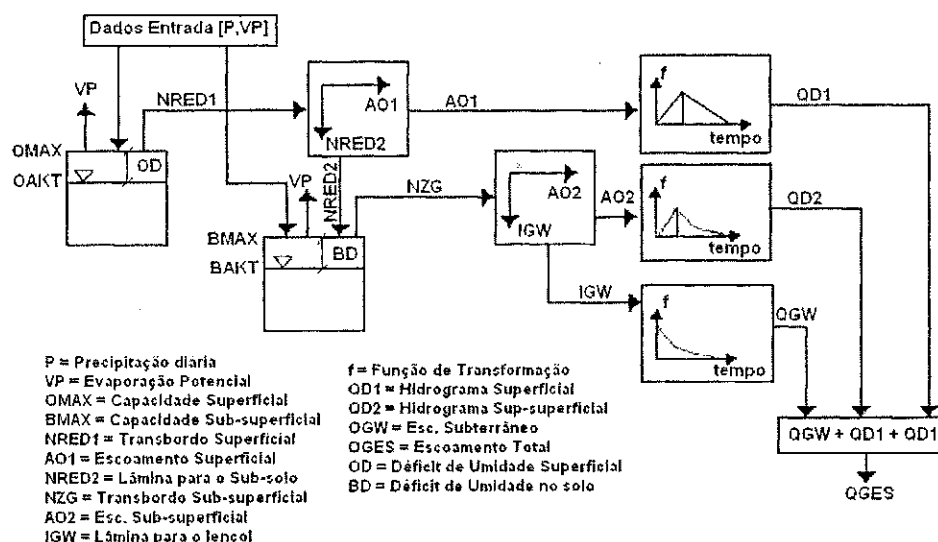 Dados Entrada [P,VP]
VP
NRED1
AO1
NRED2
AO1
f
tempo
QD1
OMAX
OD
OAKT
VP
NRED2
NZG
AO2
IGW
AO2
f
tempo
QD2
BMAX
BD
BAKT
IGW
f
tempo
QGW
QGW + QD1 + QD1
QGES
P = Precipitação diária
VP = Evaporação Potencial
OMAX = Capacidade Superficial
BMAX = Capacidade Sub-superficial
NRED1 = Transbordo Superficial
AO1 = Escoamento Superficial
NRED2 = Lâmina para o Sub-solo
NZG = Transbordo Sub-superficial
AO2 = Esc. Sub-superficial
IGW = Lâmina para o lençol
f = Função de Transformação
QD1 = Hidrograma Superficial
QD2 = Hidrograma Sup-superficial
OGW = Esc. Subterrâneo
OGES = Escoamento Total
OD = Déficit de Umidade Superficial
BD = Déficit de Umidade no solo